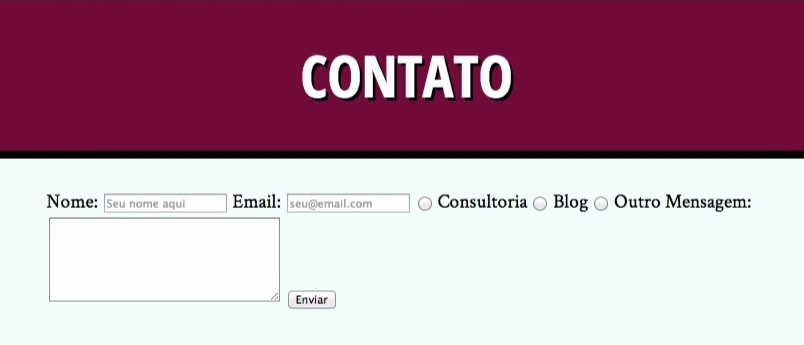 CONTATO
Nome: Seu nome aqui Email: seu@email.com Consultoria Blog Outro Mensagem:
Enviar